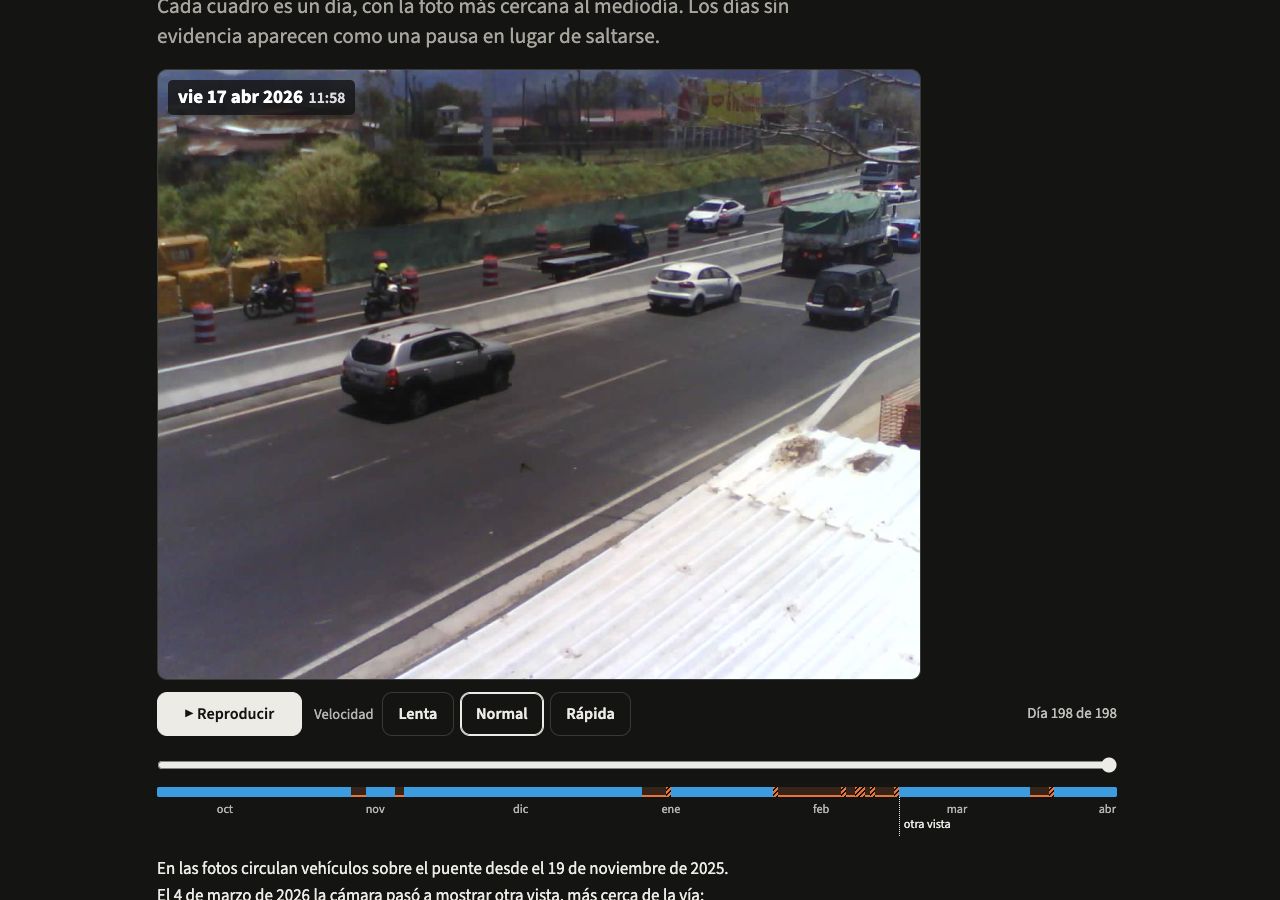 Cada cuadro es un día, con la foto más cercana al mediodía. Los días sin
evidencia aparecen como una pausa en lugar de saltarse.
vie 17 abr 2026 11:58
Reproducir
Velocidad
Lenta
Normal
Rápida
Día 198 de 198
oct
nov
dic
ene
feb
mar
abr
otra vista
En las fotos circulan vehículos sobre el puente desde el 19 de noviembre de 2025.
El 4 de marzo de 2026 la cámara pasó a mostrar otra vista, más cerca de la vía: